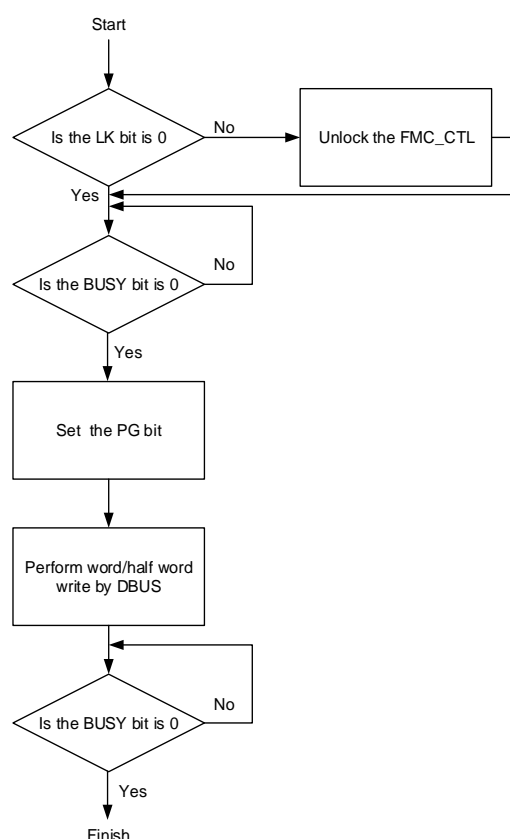 Start
Is the LK bit is 0
No
Unlock the FMC_CTL
Yes
Is the BUSY bit is 0
No
Yes
Set the PG bit
Perform word/half word
write by DBUS
Is the BUSY bit is 0
No
Yes
Finish